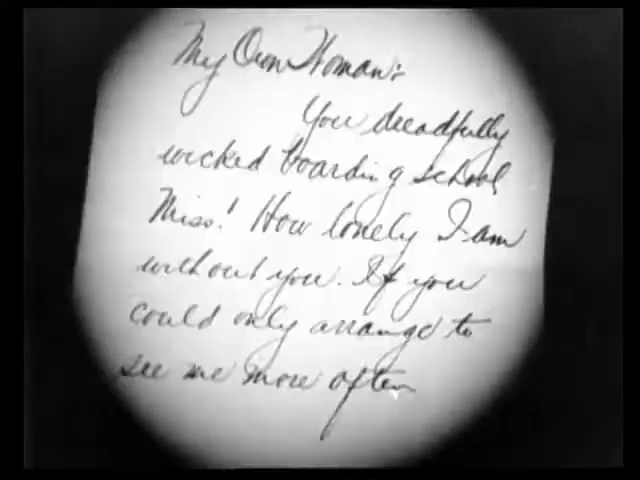 My Own Woman:
You dreadfully
wicked boarding school
Miss! How lonely I am
without you. If you
could only arrange to
see me more often